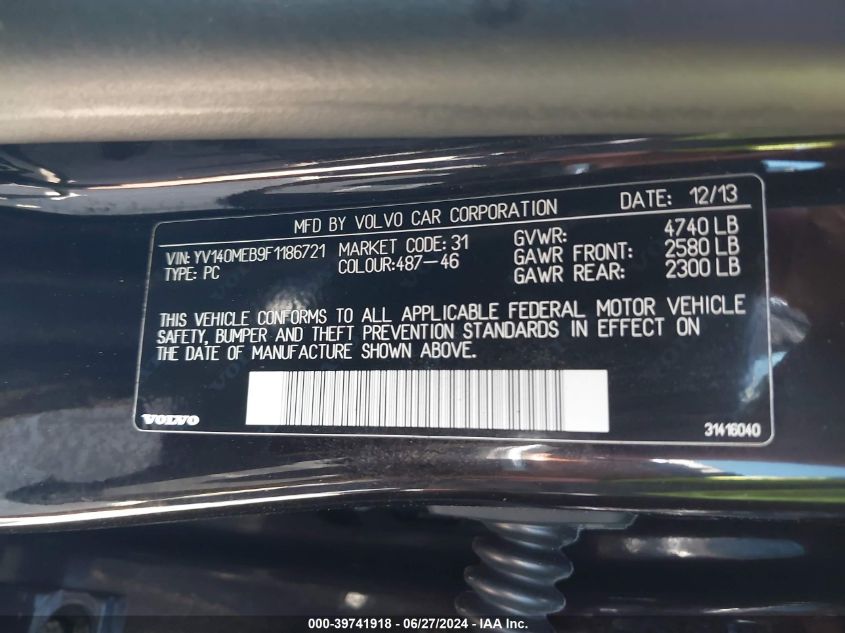 MFD BY VOLVO CAR CORPORATION DATE: 12/13
VIN: YV140MEB9F1186721 MARKET CODE: 31 GVWR: 4740 LB
TYPE: PC COLOUR:487-46 GAWR FRONT: 2580 LB
GAWR REAR: 2300 LB
THIS VEHICLE CONFORMS TO ALL APPLICABLE FEDERAL MOTOR VEHICLE
SAFETY, BUMPER AND THEFT PREVENTION STANDARDS IN EFFECT ON
THE DATE OF MANUFACTURE SHOWN ABOVE.
VOLVO 31416040
000-39741918 - 06/27/2024 - IAA Inc.